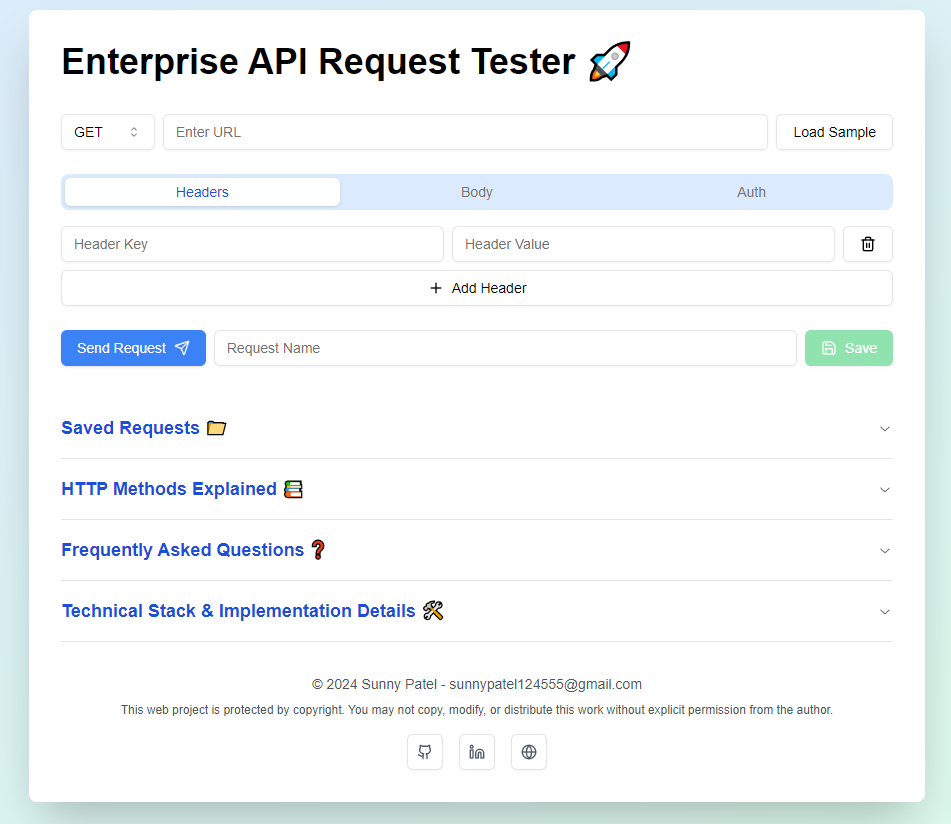 Enterprise API Request Tester 🚀
GET
Enter URL
Load Sample
Headers
Body
Auth
Header Key
Header Value
Add Header
Send Request
Request Name
Save
Saved Requests 📁
HTTP Methods Explained 📚
Frequently Asked Questions ❓
Technical Stack & Implementation Details 🛠️
© 2024 Sunny Patel - sunnypatel124555@gmail.com
This web project is protected by copyright. You may not copy, modify, or distribute this work without explicit permission from the author.